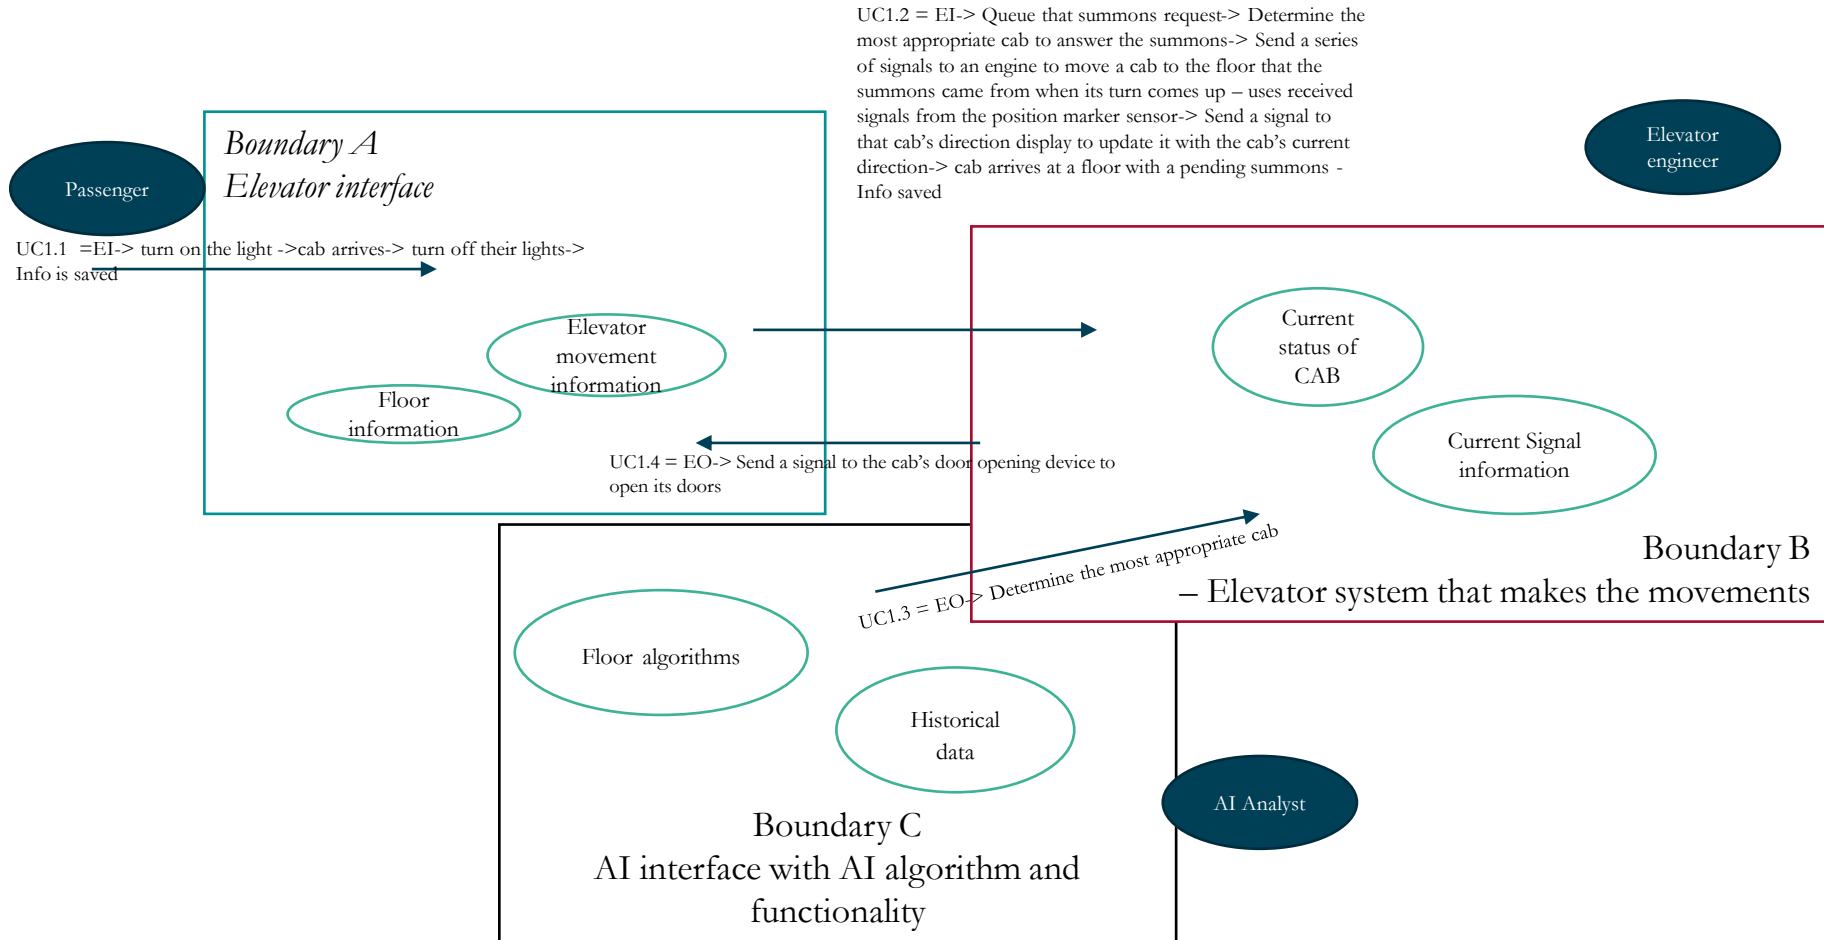 UC1.2 = EI-> Queue that summons request-> Determine the
most appropriate cab to answer the summons-> Send a series
of signals to an engine to move a cab to the floor that the
summons came from when its turn comes up – uses received
signals from the position marker sensor-> Send a signal to
that cab’s direction display to update it with the cab’s current
direction-> cab arrives at a floor with a pending summons -
Info saved
Elevator
engineer
Passenger
Boundary A
Elevator interface
UC1.1 =EI-> turn on the light ->cab arrives-> turn off their lights->
Info is saved
Elevator
movement
information
Floor
information
Current
status of
CAB
Current Signal
information
UC1.4 = EO-> Send a signal to the cab’s door opening device to
open its doors
UC1.3 = EO-> Determine the most appropriate cab
Boundary B
– Elevator system that makes the movements
Floor algorithms
Historical
data
AI Analyst
Boundary C
AI interface with AI algorithm and
functionality